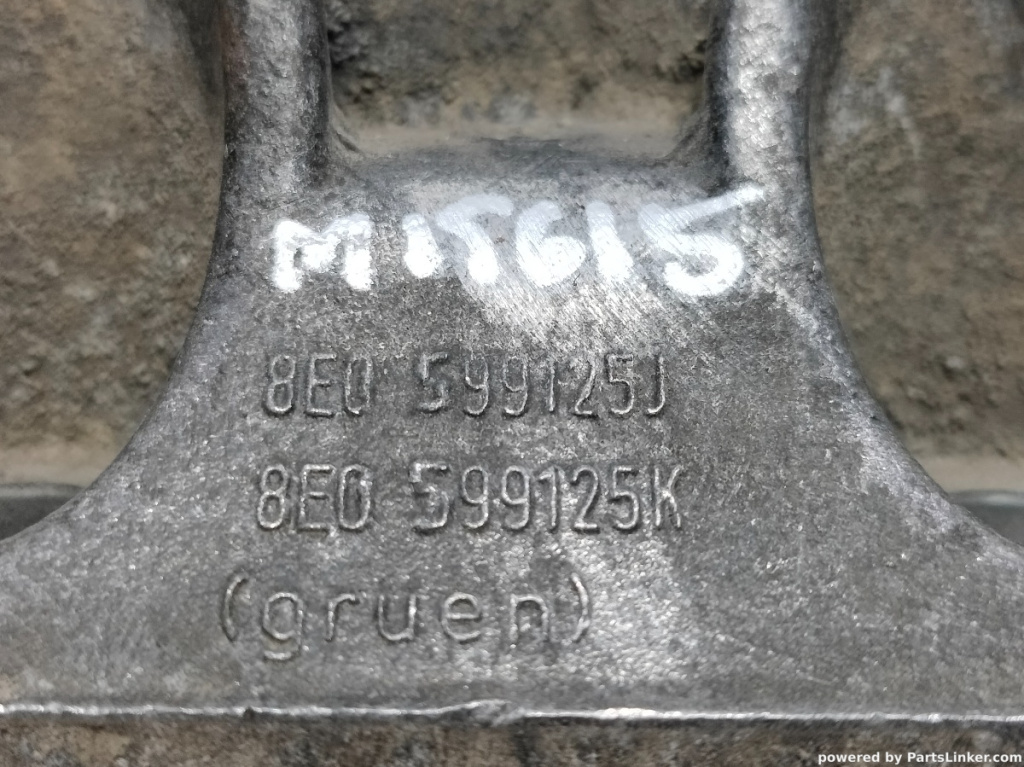 M15615
8E0 599125J
8E0 599125K
(gruen)
powered by PartsLinker.com